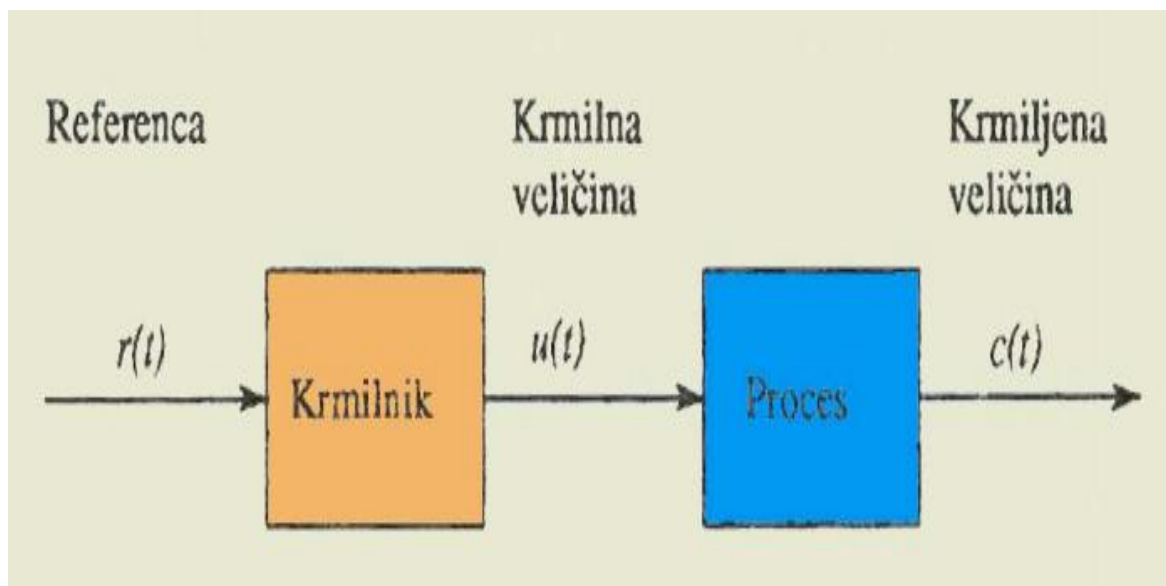 Referenca
Krmilna
veličina
Krmiljena
veličina
r(t)
u(t)
c(t)
Krmilnik
Proces